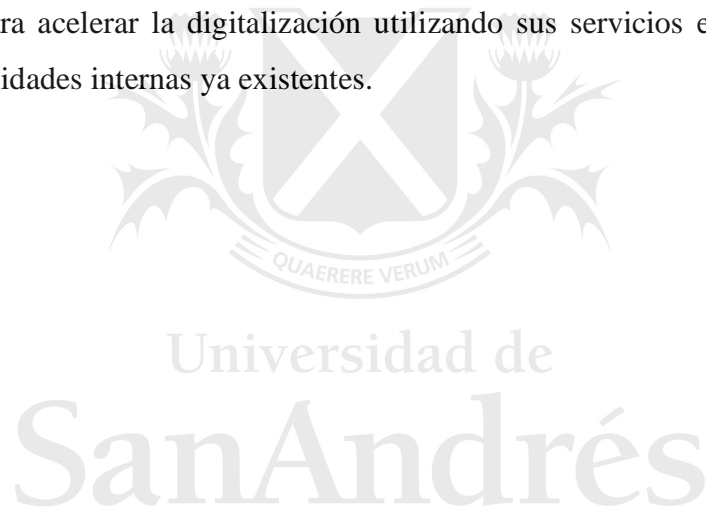 ra acelerar la digitalización utilizando sus servicios e
idades internas ya existentes.
QUAERERE VERUM
Universidad de
SanAndrés